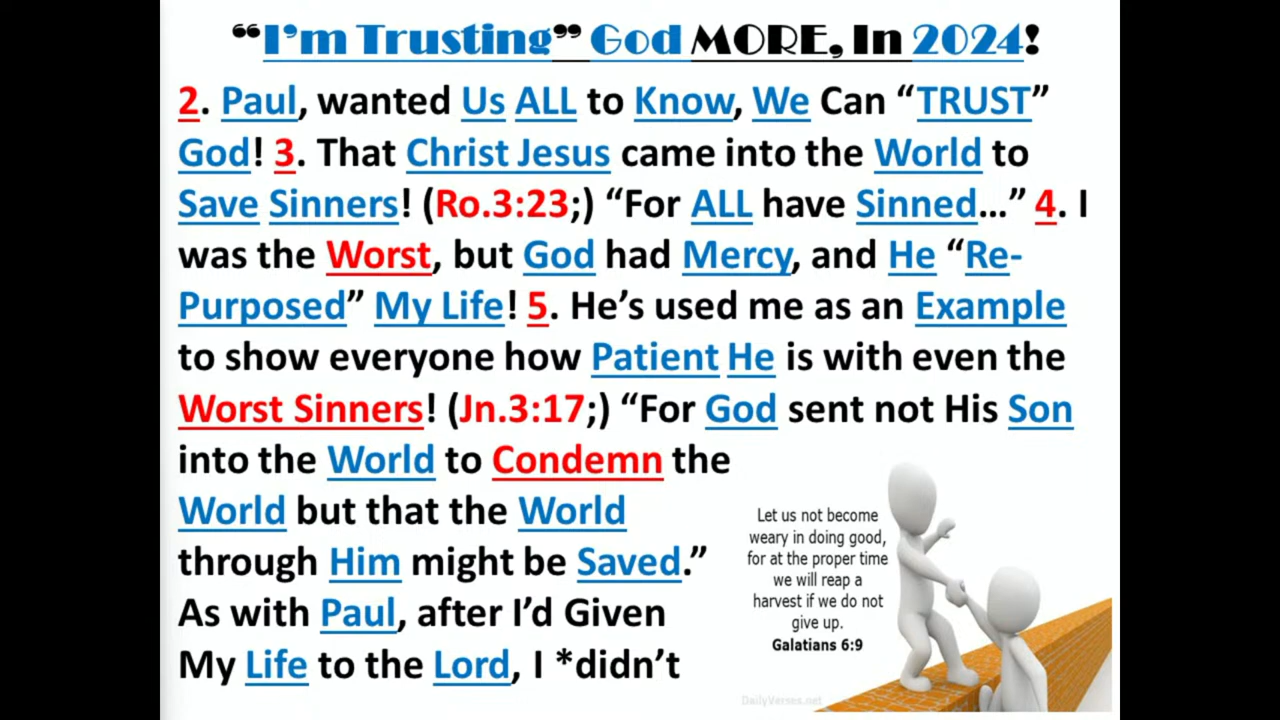 “I’m Trusting” God MORE, In 2024!
2. Paul, wanted Us ALL to Know, We Can “TRUST”
God! 3. That Christ Jesus came into the World to
Save Sinners! (Ro.3:23;) “For ALL have Sinned…” 4. I
was the Worst, but God had Mercy, and He “Re-
Purposed” My Life! 5. He’s used me as an Example
to show everyone how Patient He is with even the
Worst Sinners! (Jn.3:17;) “For God sent not His Son
into the World to Condemn the
World but that the World
through Him might be Saved.”
As with Paul, after I’d Given
My Life to the Lord, I *didn’t
Let us not become
weary in doing good,
for at the proper time
we will reap a
harvest if we do not
give up.
Galatians 6:9
DailyVerses.net